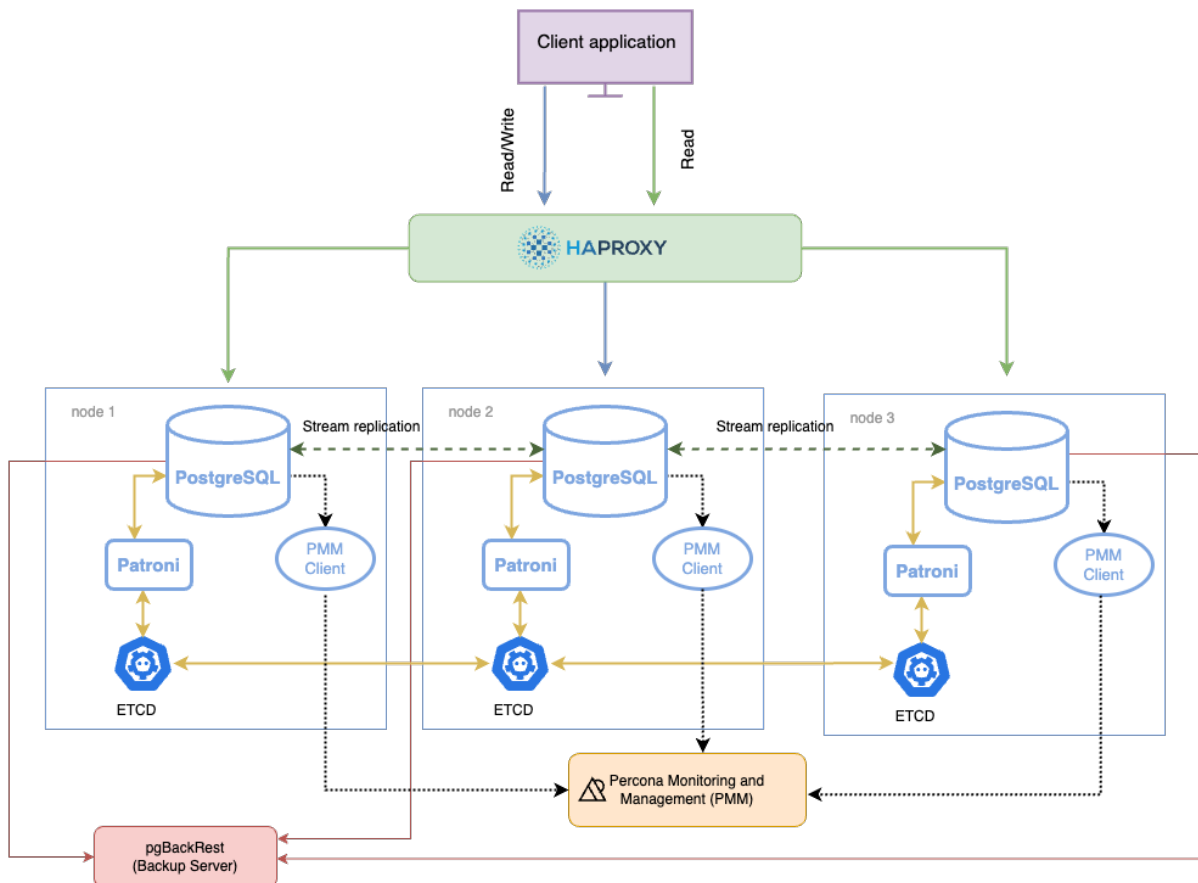 Client application
Read/Write
Read
HAPROXY
node 1
node 2
node 3
Stream replication
Stream replication
PostgreSQL
PostgreSQL
PostgreSQL
Patroni
PMM
Client
Patroni
PMM
Client
Patroni
PMM
Client
ETCD
ETCD
ETCD
Percona Monitoring and
Management (PMM)
pgBackRest
(Backup Server)